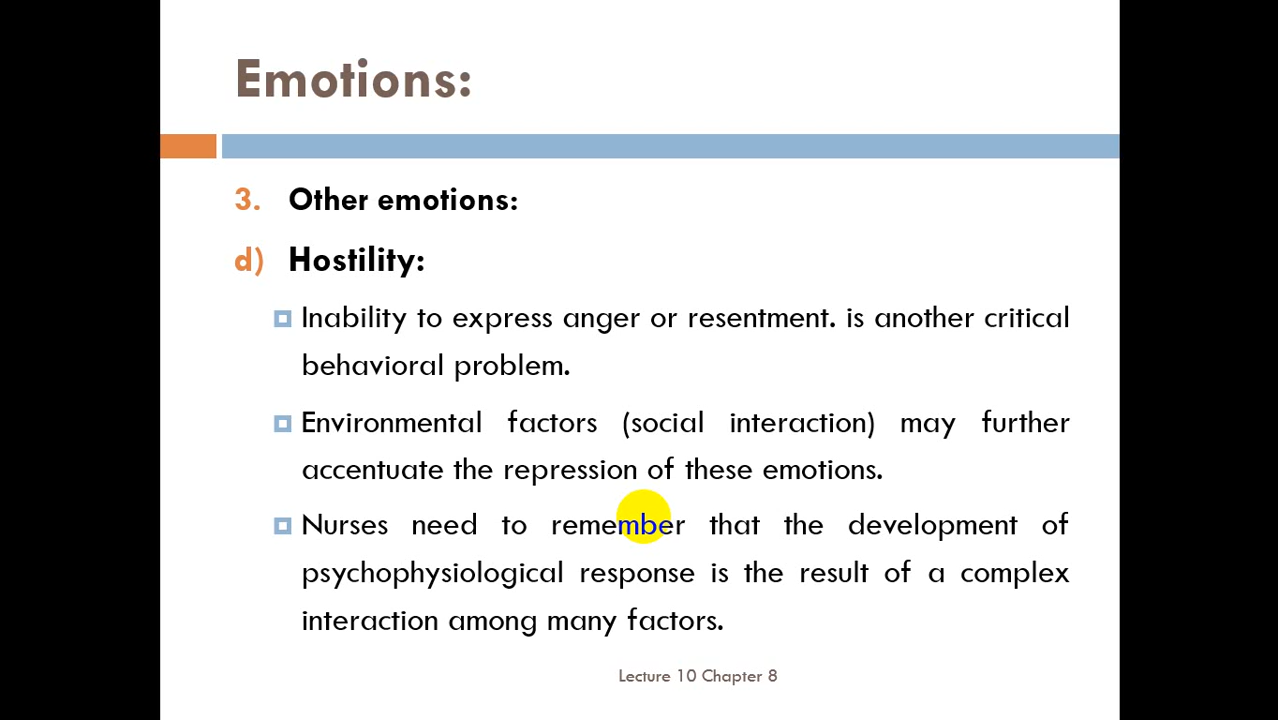 Emotions:
3. Other emotions:
d) Hostility:
Inability to express anger or resentment. is another critical
behavioral problem.
Environmental factors (social interaction) may further
accentuate the repression of these emotions.
Nurses need to remember that the development of
psychophysiological response is the result of a complex
interaction among many factors.
Lecture 10 Chapter 8